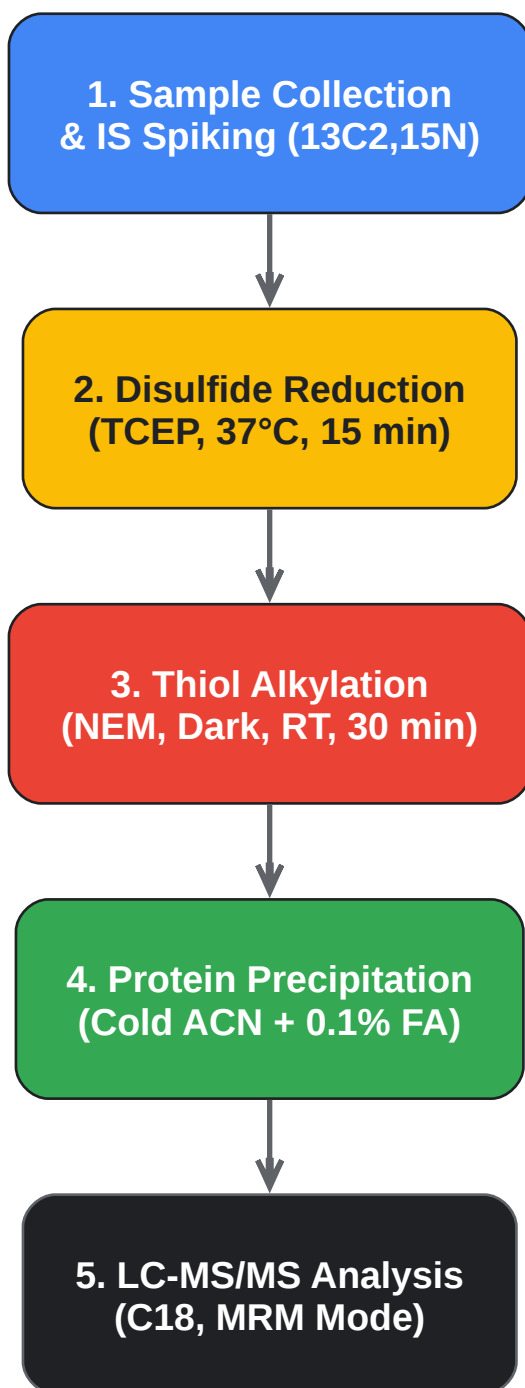 1. Sample Collection
& IS Spiking (13C2,15N)
2. Disulfide Reduction
(TCEP, 37°C, 15 min)
3. Thiol Alkylation
(NEM, Dark, RT, 30 min)
4. Protein Precipitation
(Cold ACN + 0.1% FA)
5. LC-MS/MS Analysis
(C18, MRM Mode)